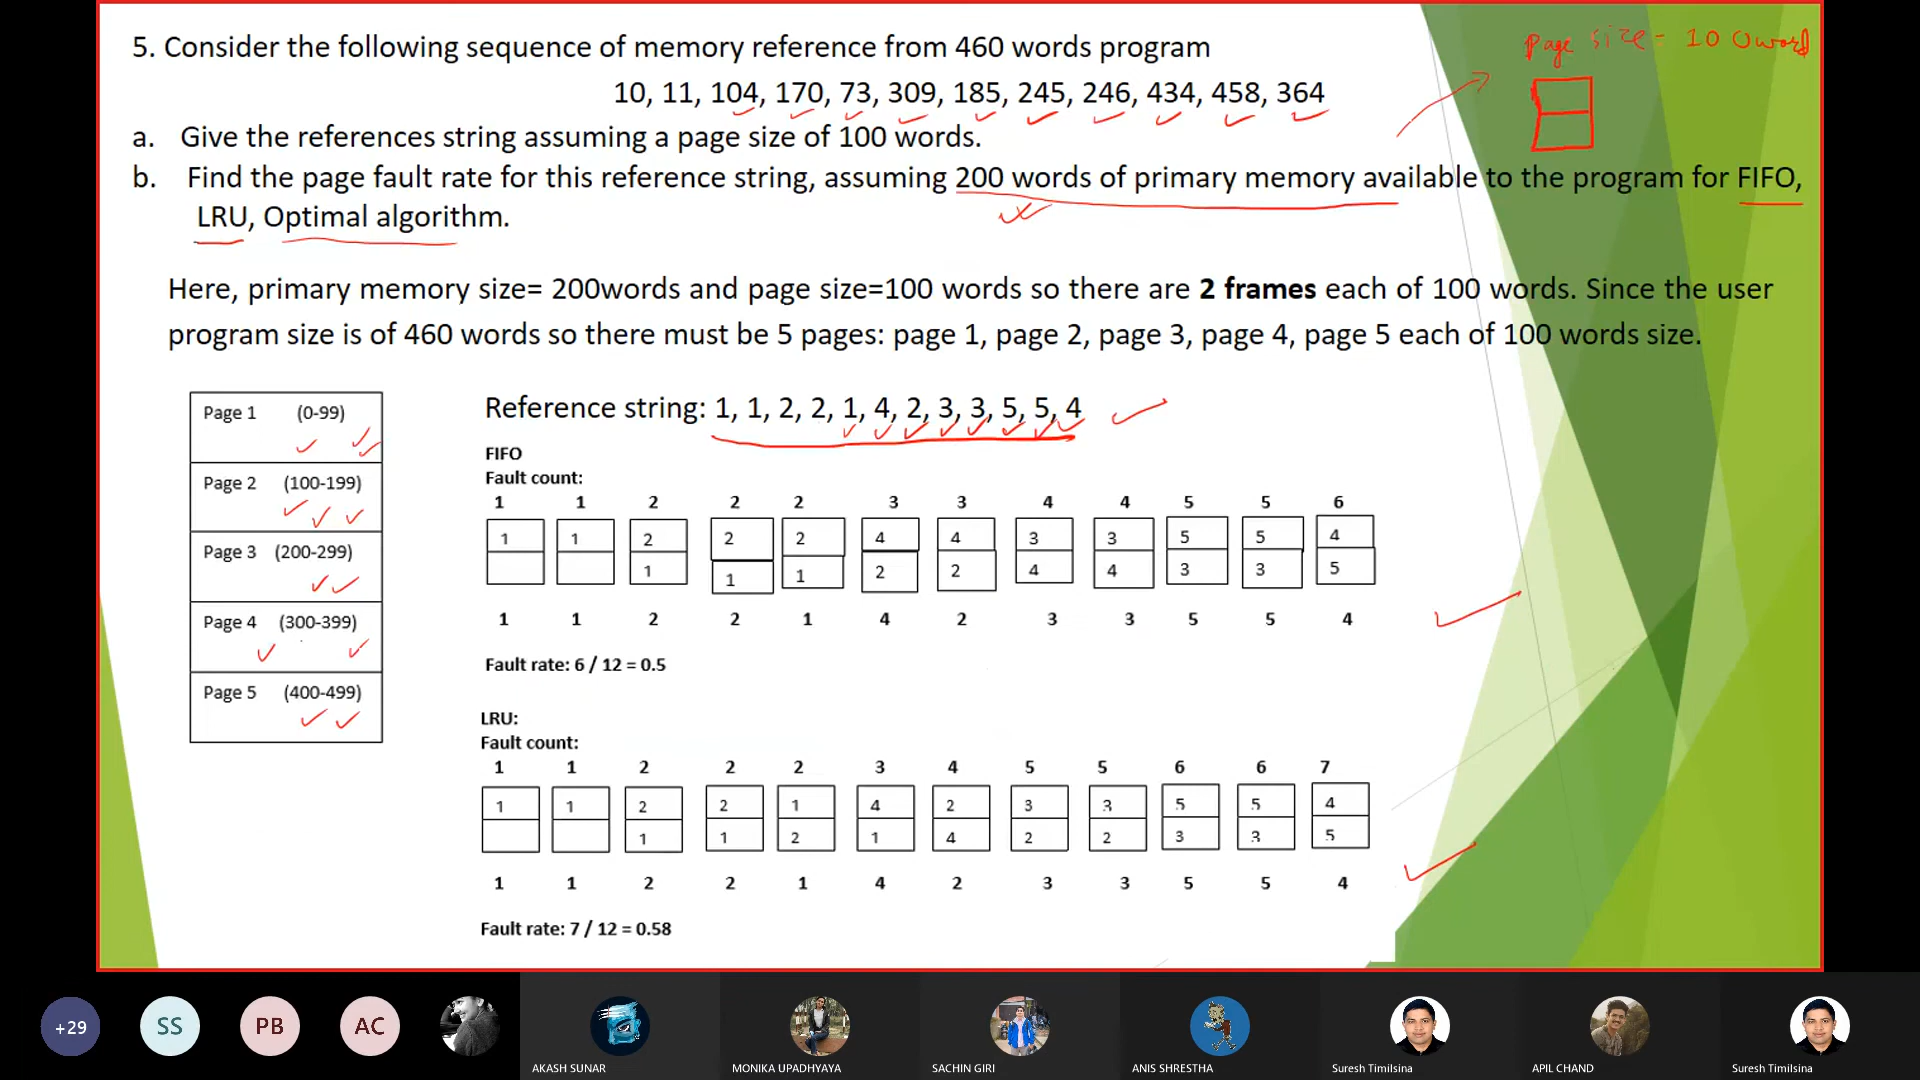 5. Consider the following sequence of memory reference from 460 words program
10, 11, 104, 170, 73, 309, 185, 245, 246, 434, 458, 364
Page size = 100word
a. Give the references string assuming a page size of 100 words.
b. Find the page fault rate for this reference string, assuming 200 words of primary memory available to the program for FIFO,
LRU, Optimal algorithm.
Here, primary memory size= 200words and page size=100 words so there are 2 frames each of 100 words. Since the user
program size is of 460 words so there must be 5 pages: page 1, page 2, page 3, page 4, page 5 each of 100 words size.
Page 1 (0-99)
Page 2 (100-199)
Page 3 (200-299)
Page 4 (300-399)
Page 5 (400-499)
Reference string: 1, 1, 2, 2, 1, 4, 2, 3, 3, 5, 5, 4
FIFO
Fault count:
1 1 2 2 2 3 3 4 4 5 5 6
1 1 2 2 2 4 4 3 3 5 5 4
1 1 1 2 2 4 4 3 3 5
1 1 2 2 1 4 2 3 3 5 5 4
Fault rate: 6 / 12 = 0.5
LRU:
Fault count:
1 1 2 2 2 3 4 5 5 6 6 7
1 1 2 2 1 4 2 3 3 5 5 4
1 1 2 1 4 2 2 3 3 5
1 1 2 2 1 4 2 3 3 5 5 4
Fault rate: 7 / 12 = 0.58
+29 SS PB AC
AKASH SUNAR
MONIKA UPADHYAYA
SACHIN GIRI
ANIS SHRESTHA
Suresh Timilsina
APIL CHAND
Suresh Timilsina